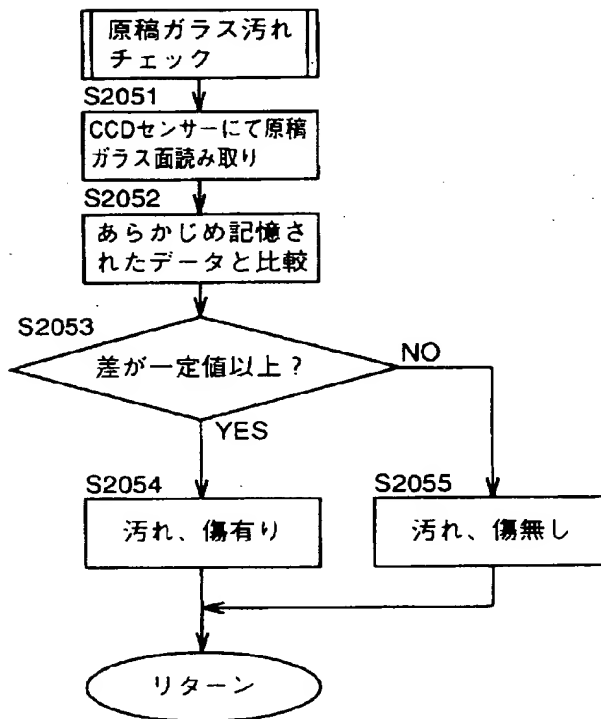 原稿ガラス汚れ
チェック
S2051
CCDセンサーにて原稿
ガラス面読み取り
S2052
あらかじめ記憶さ
れたデータと比較
S2053
差が一定値以上？
NO
YES
S2054
汚れ、傷有り
S2055
汚れ、傷無し
リターン